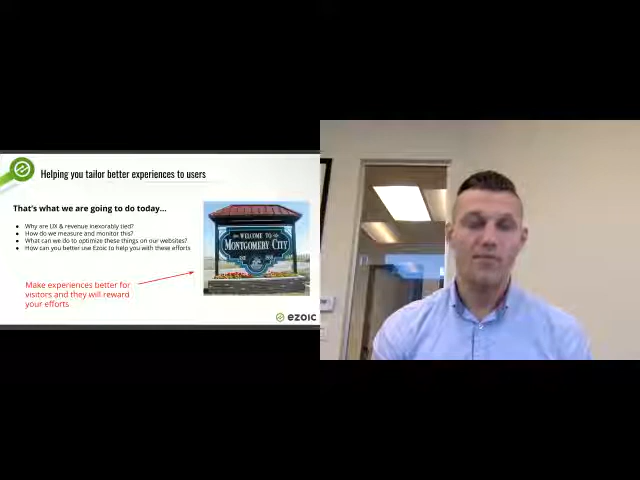 Helping you tailor better experiences to users
That's what we are going to do today...
Why are UX & revenue inexorably tied?
How do we measure and monitor this?
What can we do to optimize these things on our websites?
How can you better use Ezoic to help you with these efforts
Make experiences better for
visitors and they will reward
your efforts
WELCOME TO
MONTGOMERY CITY
EZOIC